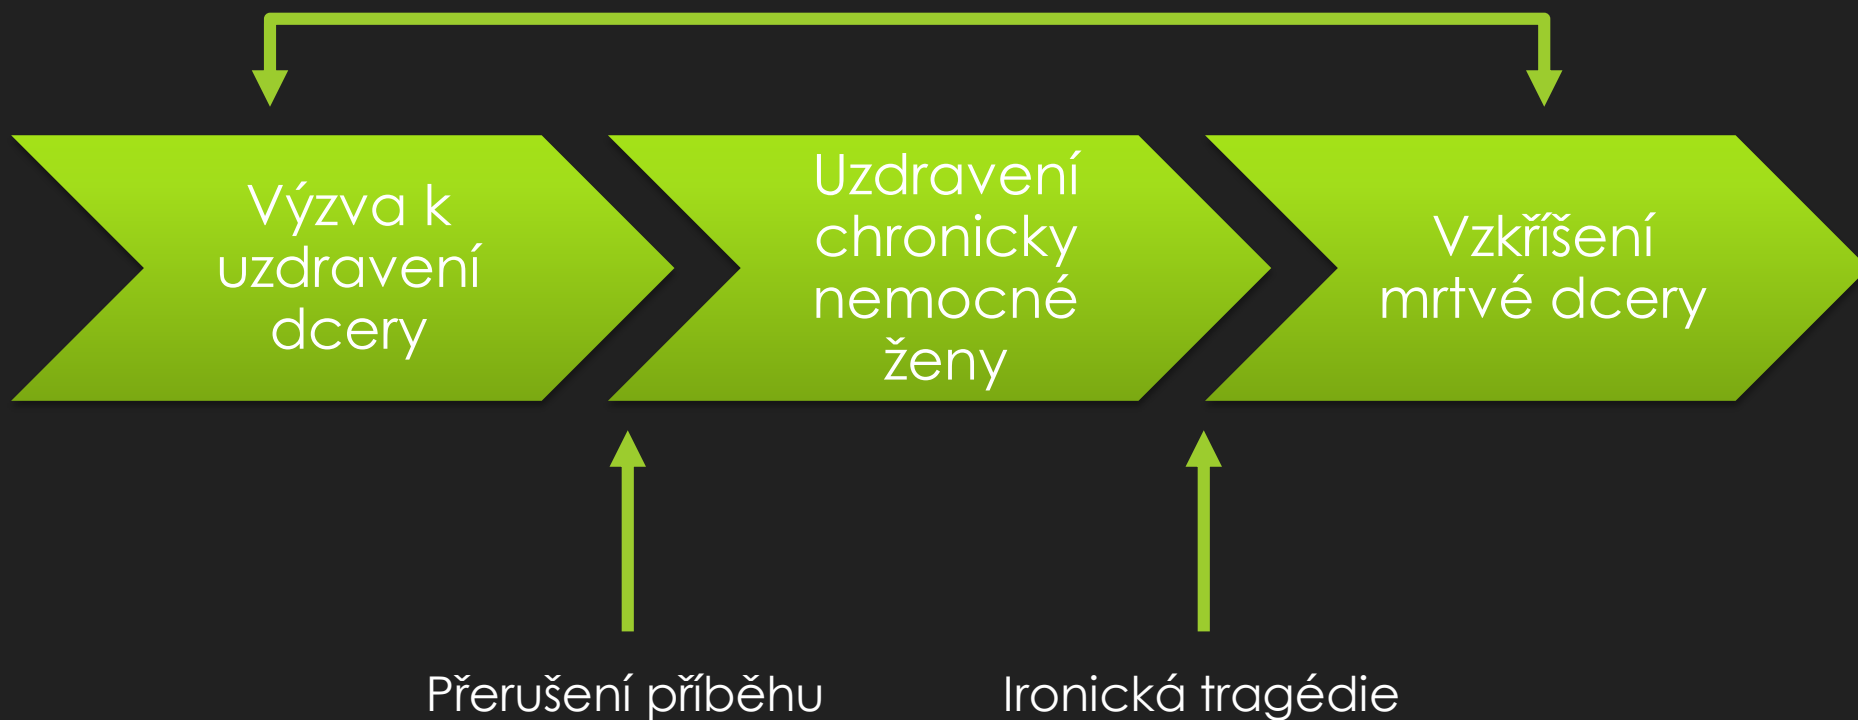 Výzva k
uzdravení
dcery
Uzdravení
chronicky
nemocné
ženy
Vzkříšení
mrtvé dcery
Přerušení příběhu
Ironická tragédie